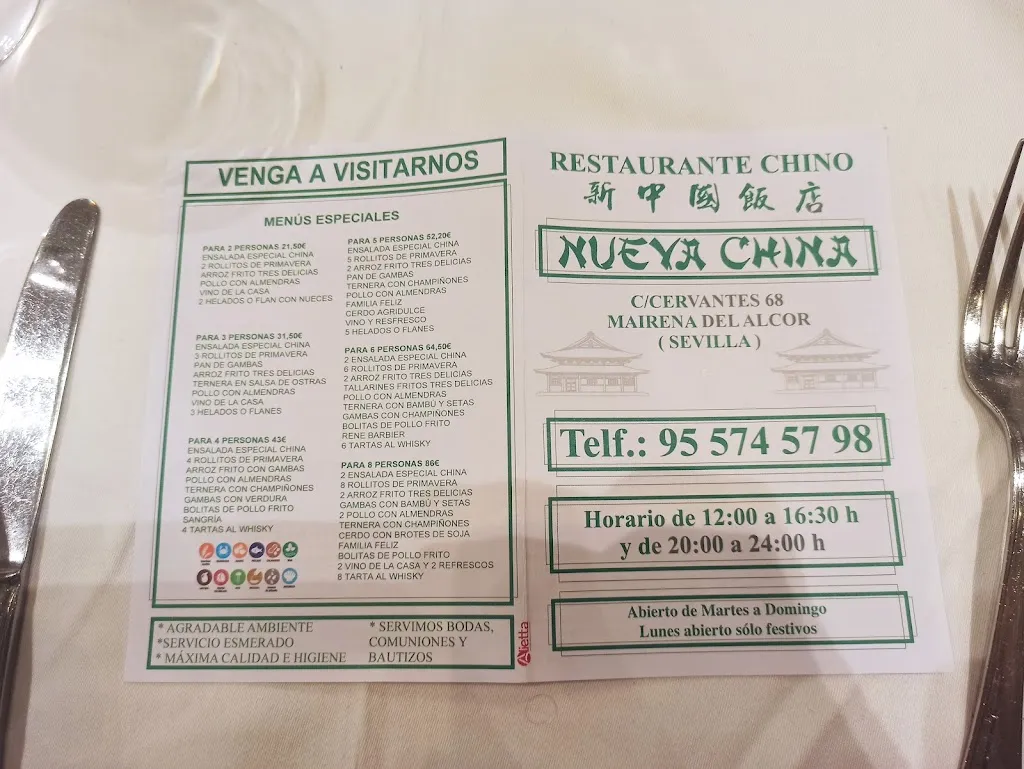 VENGA A VISITARNOS
MENÚS ESPECIALES
PARA 2 PERSONAS 21,50€
ENSALADA ESPECIAL CHINA
2 ROLLITOS DE PRIMAVERA
ARROZ FRITO TRES DELICIAS
POLLO CON ALMENDRAS
VINO DE LA CASA
2 HELADOS O FLAN CON NUECES
PARA 3 PERSONAS 31,50€
ENSALADA ESPECIAL CHINA
3 ROLLITOS DE PRIMAVERA
PAN DE GAMBAS
ARROZ FRITO TRES DELICIAS
TERNERA EN SALSA DE OSTRAS
POLLO CON ALMENDRAS
VINO DE LA CASA
3 HELADOS O FLANES
PARA 4 PERSONAS 43€
ENSALADA ESPECIAL CHINA
4 ROLLITOS DE PRIMAVERA
ARROZ FRITO CON GAMBAS
POLLO CON ALMENDRAS
TERNERA CON CHAMPIÑONES
GAMBAS CON VERDURA
BOLITAS DE POLLO FRITO
SANGRÍA
4 TARTAS AL WHISKY
PARA 5 PERSONAS 52,20€
ENSALADA ESPECIAL CHINA
5 ROLLITOS DE PRIMAVERA
2 ARROZ FRITO TRES DELICIAS
PAN DE GAMBAS
TERNERA CON CHAMPIÑONES
POLLO CON ALMENDRAS
FAMILIA FELIZ
CERDO AGRIDULCE
VINO Y RESFRESCO
5 HELADOS O FLANES
PARA 6 PERSONAS 64,50€
2 ENSALADA ESPECIAL CHINA
6 ROLLITOS DE PRIMAVERA
2 ARROZ FRITO TRES DELICIAS
TALLARINES FRITOS TRES DELICIAS
POLLO CON ALMENDRAS
TERNERA CON BAMBÚ Y SETAS
GAMBAS CON CHAMPIÑONES
BOLITAS DE POLLO FRITO
RENE BARBIER
6 TARTAS AL WHISKY
PARA 8 PERSONAS 86€
2 ENSALADA ESPECIAL CHINA
8 ROLLITOS DE PRIMAVERA
2 ARROZ FRITO TRES DELICIAS
GAMBAS CON BAMBÚ Y SETAS
2 POLLO CON ALMENDRAS
TERNERA CON CHAMPIÑONES
CERDO CON BROTES DE SOJA
FAMILIA FELIZ
BOLITAS DE POLLO FRITO
2 VINO DE LA CASA Y 2 REFRESCOS
8 TARTA AL WHISKY
* AGRADABLE AMBIENTE
*SERVICIO ESMERADO
* MÁXIMA CALIDAD E HIGIENE
* SERVIMOS BODAS,
COMUNIONES Y
BAUTIZOS
Alietta
RESTAURANTE CHINO
新中國飯店
NUEVA CHINA
C/CERVANTES 68
MAIRENA DEL ALCOR
( SEVILLA )
Telf.: 95 574 57 98
Horario de 12:00 a 16:30 h
y de 20:00 a 24:00 h
Abierto de Martes a Domingo
Lunes abierto sólo festivos